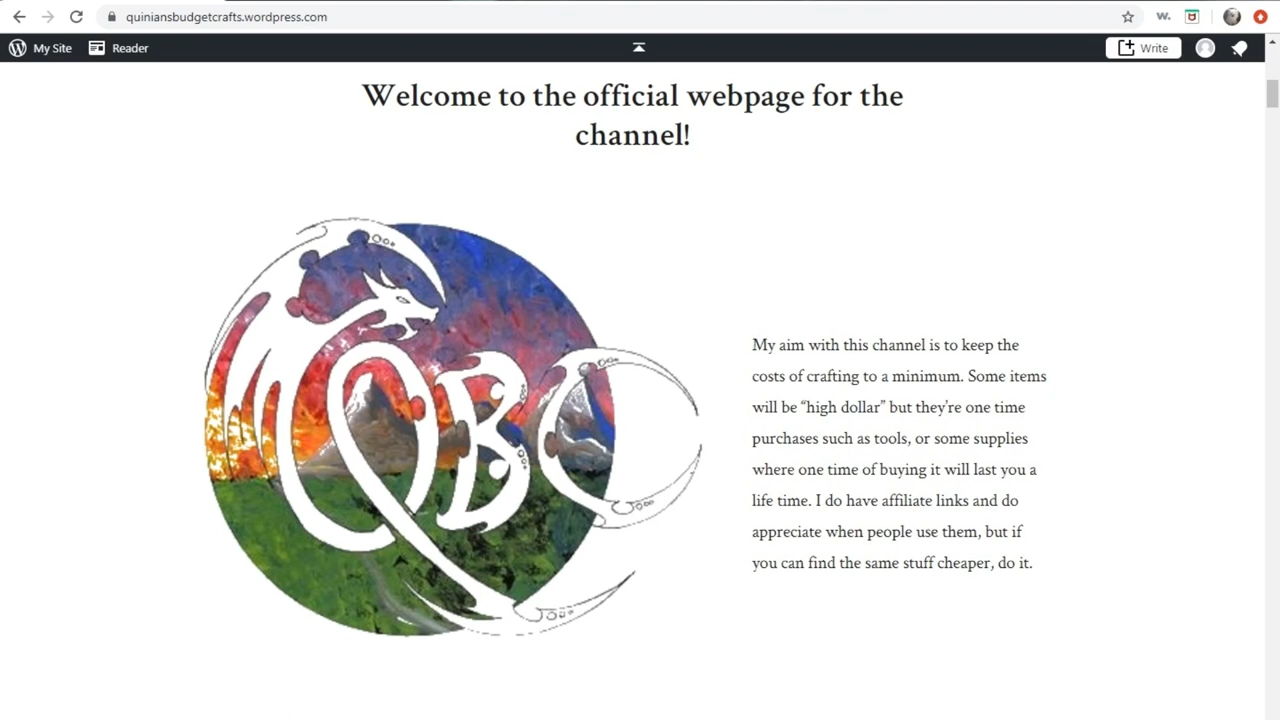 quiniansbudgetcrafts.wordpress.com
W.
My Site
Reader
Write
Welcome to the official webpage for the
channel!
QBC
My aim with this channel is to keep the
costs of crafting to a minimum. Some items
will be “high dollar” but they’re one time
purchases such as tools, or some supplies
where one time of buying it will last you a
life time. I do have affiliate links and do
appreciate when people use them, but if
you can find the same stuff cheaper, do it.